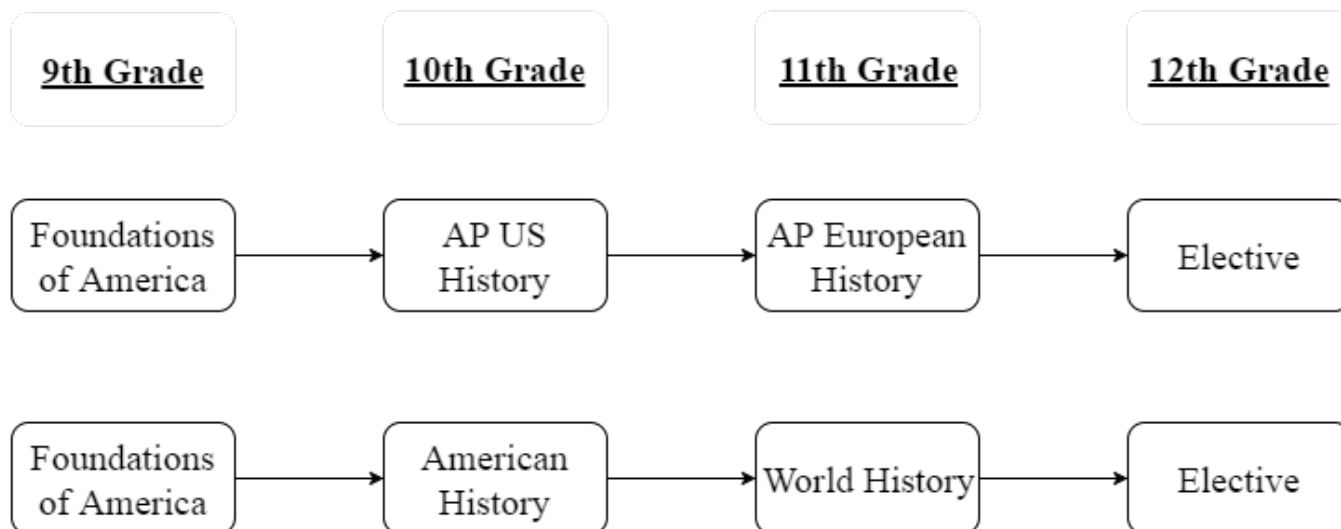 9th Grade
10th Grade
11th Grade
12th Grade
Foundations
of America
AP US
History
AP European
History
Elective
Foundations
of America
American
History
World History
Elective